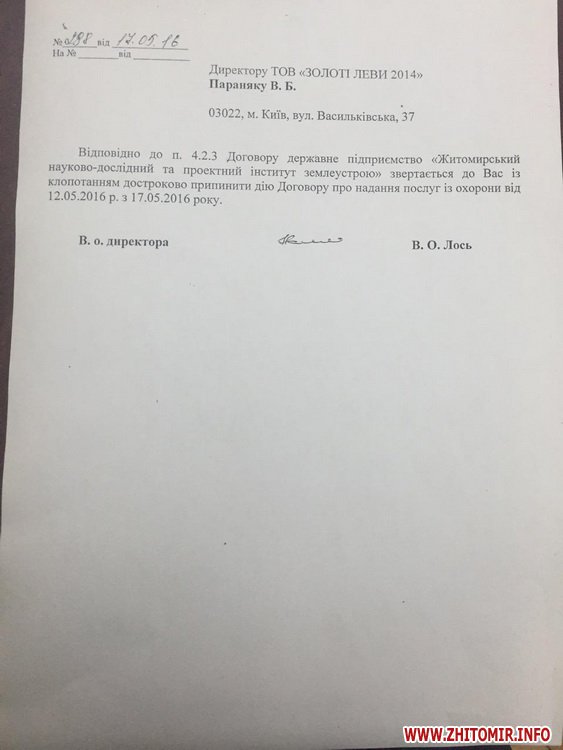 № 298 від 17.05.16
На № ________ від ________
Директору ТОВ «ЗОЛОТІ ЛЕВИ 2014»
Параняку В. Б.
03022, м. Київ, вул. Васильківська, 37
Відповідно до п. 4.2.3 Договору державне підприємство «Житомирський
науково-дослідний та проектний інститут землеустрою» звертається до Вас із
клопотанням достроково припинити дію Договору про надання послуг із охорони від
12.05.2016 р. з 17.05.2016 року.
В. о. директора В. О. Лось
WWW.ZHITOMIR.INFO